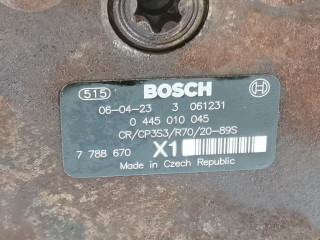 515 BOSCH
06-04-23 3 061231
0 445 010 045
CR/CP3S3/R70/20-89S
7 788 670 X1
Made in Czech Republic